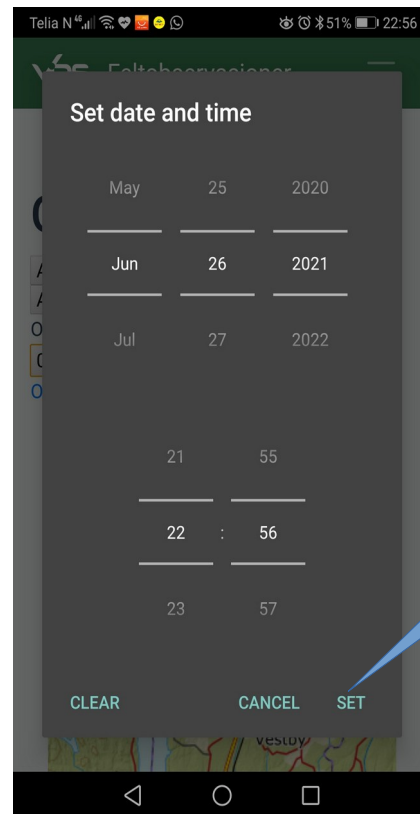 Telia N 51% 22:56
Feltobservasjoner
Set date and time
May 25 2020
Jun 26 2021
Jul 27 2022
21 55
22 : 56
23 57
CLEAR CANCEL SET
Vestby